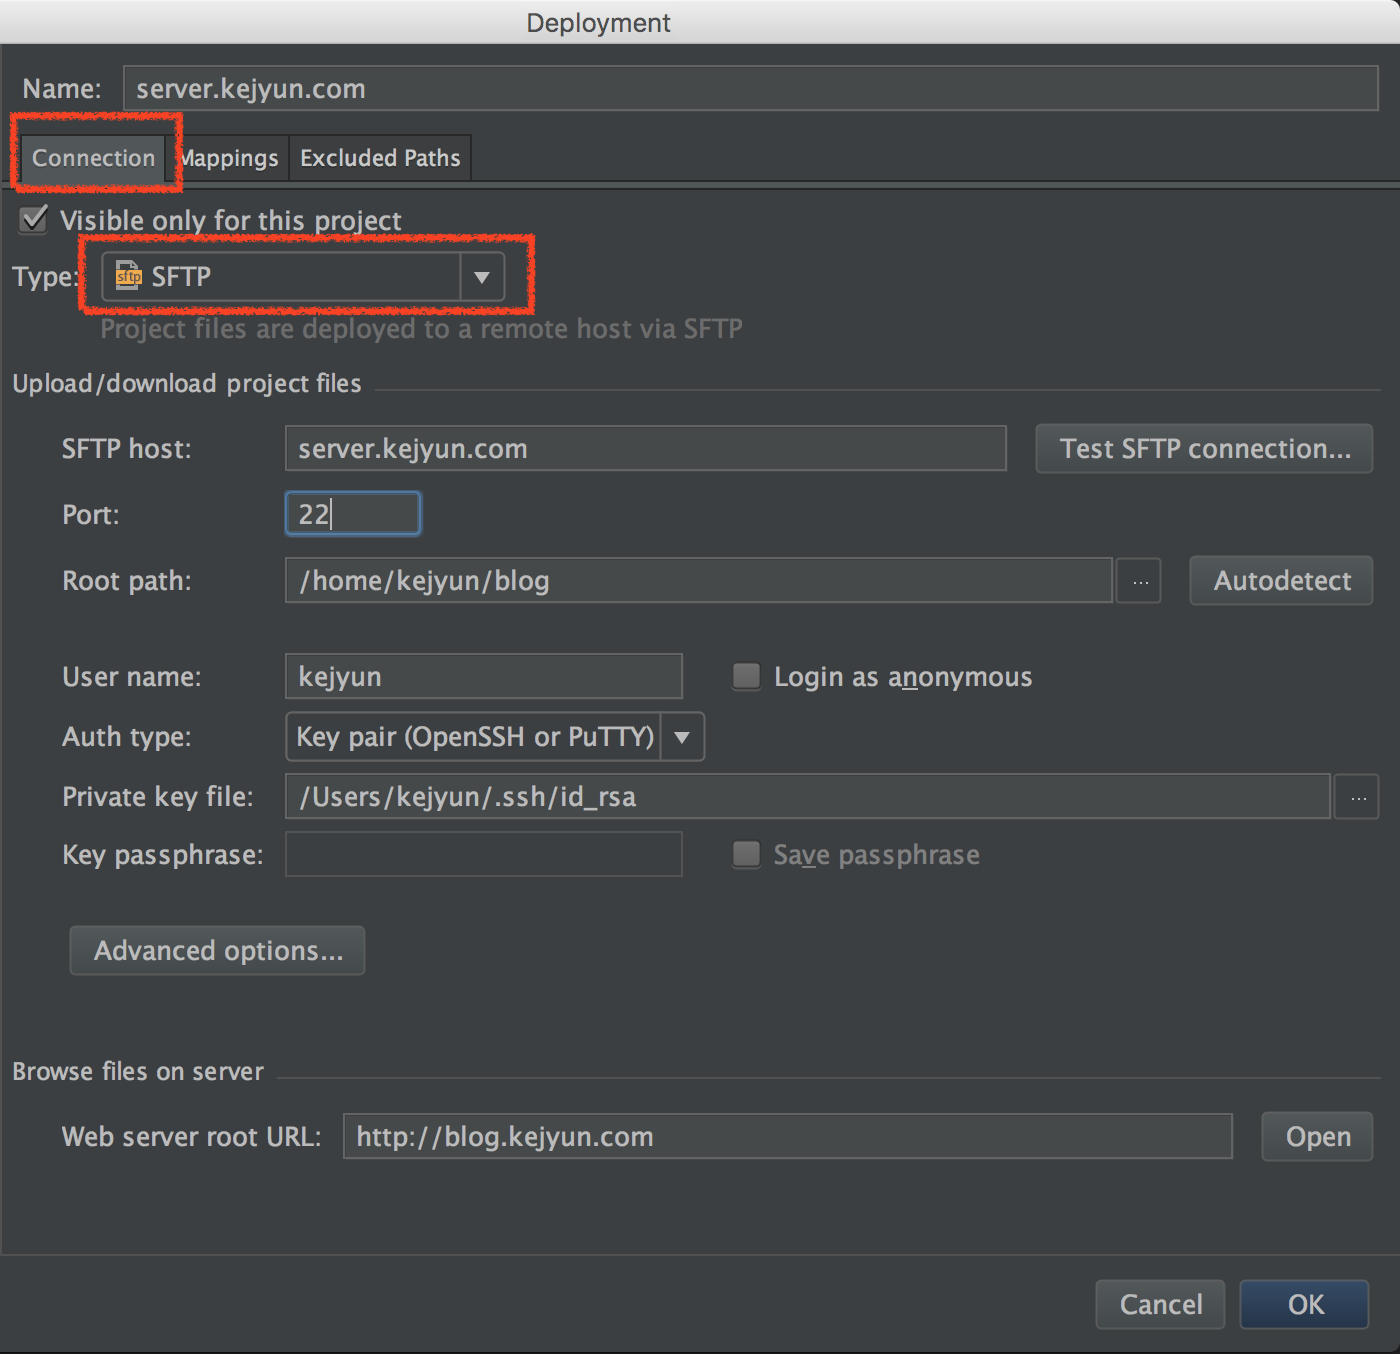 Deployment
Name: server.kejyun.com
Connection Mappings Excluded Paths
Visible only for this project
Type: sftp SFTP
Project files are deployed to a remote host via SFTP
Upload/download project files
SFTP host: server.kejyun.com Test SFTP connection...
Port: 22
Root path: /home/kejyun/blog ... Autodetect
User name: kejyun Login as anonymous
Auth type: Key pair (OpenSSH or PuTTY)
Private key file: /Users/kejyun/.ssh/id_rsa ...
Key passphrase: Save passphrase
Advanced options...
Browse files on server
Web server root URL: http://blog.kejyun.com Open
Cancel OK